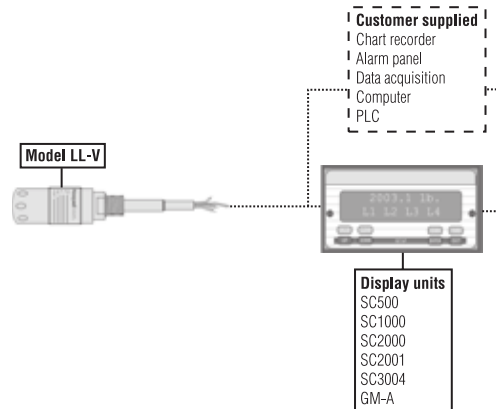 Customer supplied
Chart recorder
Alarm panel
Data acquisition
Computer
PLC
Model LL-V
2003.1 lb.
L1 L2 L3 L4
Display units
SC500
SC1000
SC2000
SC2001
SC3004
GM-A